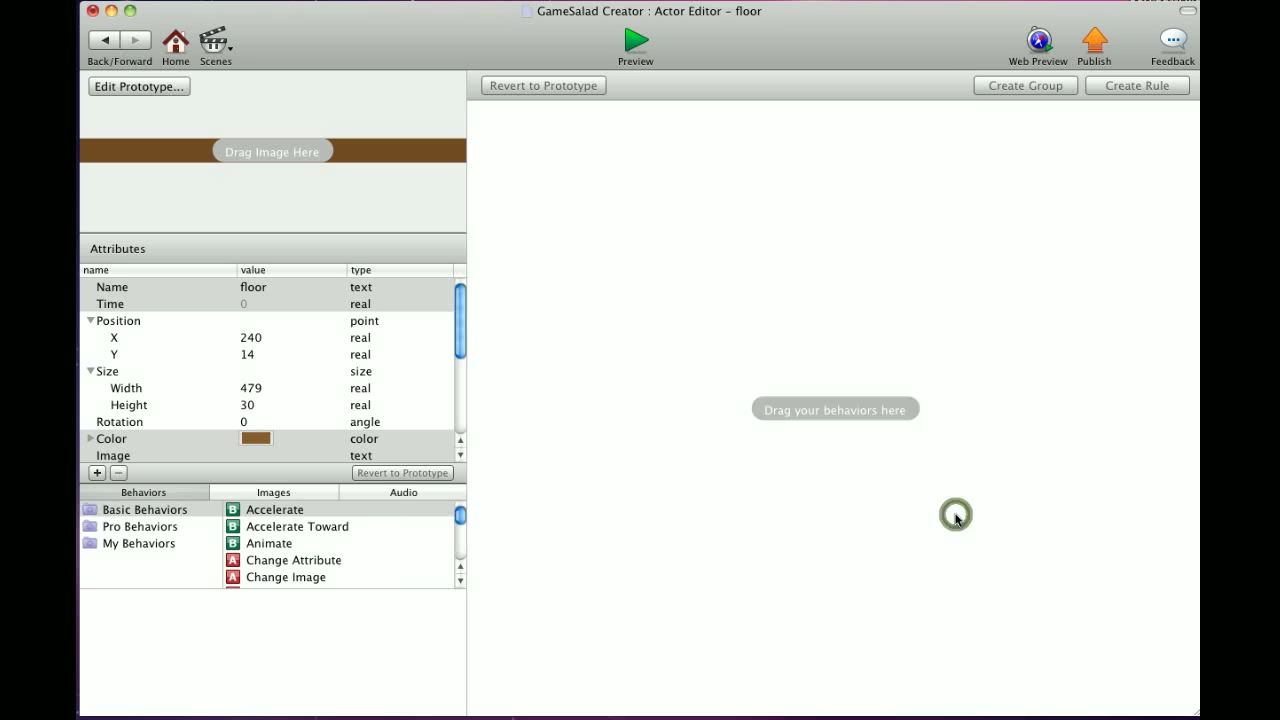 GameSalad Creator : Actor Editor - floor
Back/Forward Home Scenes Preview Web Preview Publish Feedback
Edit Prototype... Revert to Prototype Create Group Create Rule
Drag Image Here
Attributes
name value type
Name floor text
Time 0 real
Position point
X 240 real
Y 14 real
Size size
Width 479 real
Height 30 real
Rotation 0 angle
Color color
Image text
+ − Revert to Prototype
Drag your behaviors here
Behaviors Images Audio
Basic Behaviors B Accelerate
Pro Behaviors B Accelerate Toward
My Behaviors B Animate
A Change Attribute
A Change Image